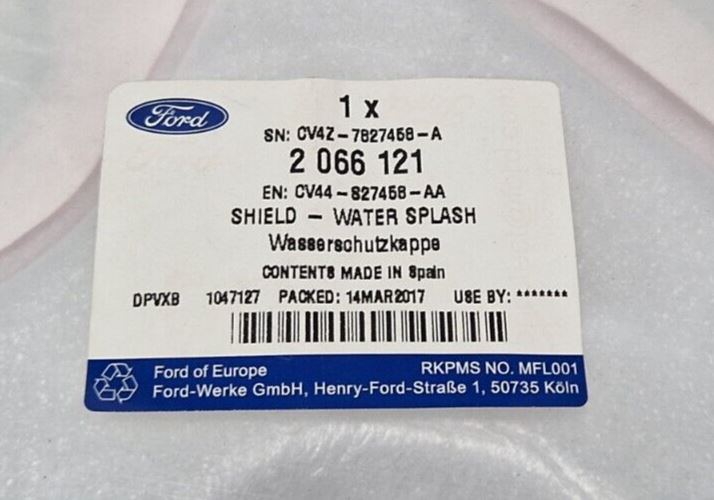 Ford
1 x
SN: CV4Z-7827458-A
2 066 121
EN: CV44-S27458-AA
SHIELD - WATER SPLASH
Wasserschutzkappe
CONTENTS MADE IN Spain
DPVXB 1047127 PACKED: 14MAR2017 USE BY: *******
Ford of Europe RKPMS NO. MFL001
Ford-Werke GmbH, Henry-Ford-Straße 1, 50735 Köln